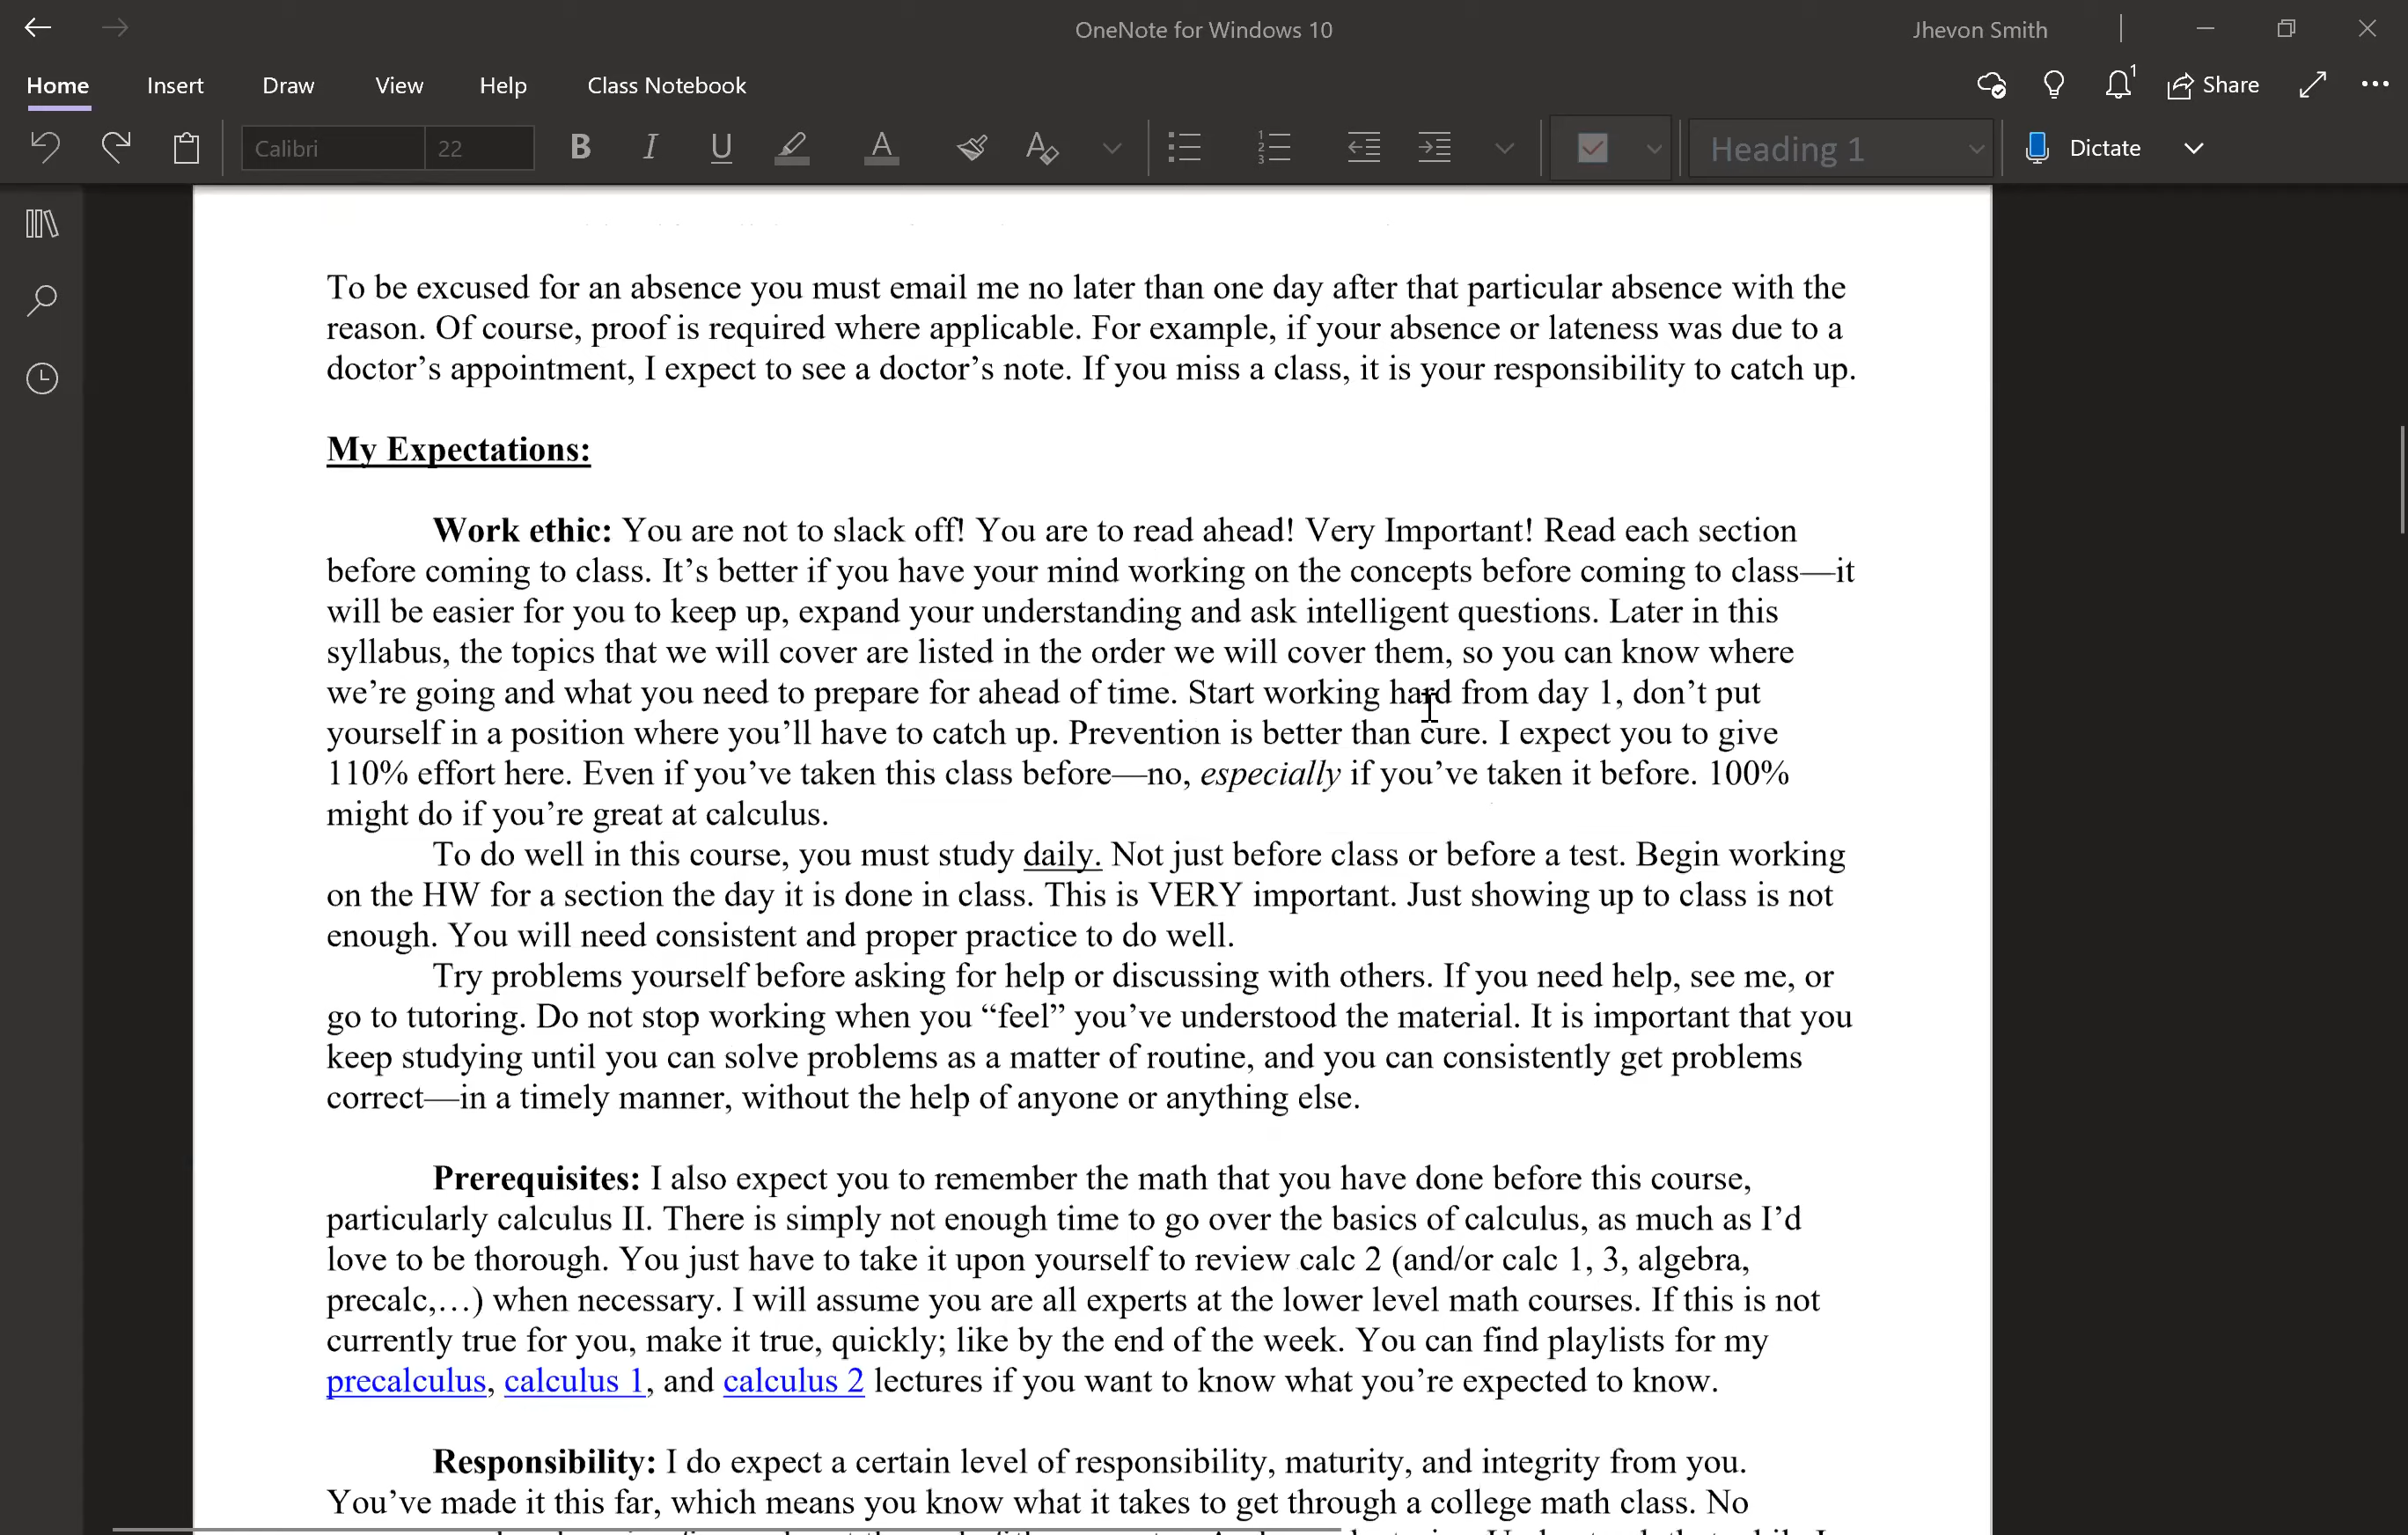 OneNote for Windows 10
Jhevon Smith
Home Insert Draw View Help Class Notebook
1
Share
Calibri 22 B I U A A Heading 1 Dictate
To be excused for an absence you must email me no later than one day after that particular absence with the
reason. Of course, proof is required where applicable. For example, if your absence or lateness was due to a
doctor’s appointment, I expect to see a doctor’s note. If you miss a class, it is your responsibility to catch up.
My Expectations:
Work ethic: You are not to slack off! You are to read ahead! Very Important! Read each section
before coming to class. It’s better if you have your mind working on the concepts before coming to class—it
will be easier for you to keep up, expand your understanding and ask intelligent questions. Later in this
syllabus, the topics that we will cover are listed in the order we will cover them, so you can know where
we’re going and what you need to prepare for ahead of time. Start working hard from day 1, don’t put
yourself in a position where you’ll have to catch up. Prevention is better than cure. I expect you to give
110% effort here. Even if you’ve taken this class before—no, especially if you’ve taken it before. 100%
might do if you’re great at calculus.
To do well in this course, you must study daily. Not just before class or before a test. Begin working
on the HW for a section the day it is done in class. This is VERY important. Just showing up to class is not
enough. You will need consistent and proper practice to do well.
Try problems yourself before asking for help or discussing with others. If you need help, see me, or
go to tutoring. Do not stop working when you “feel” you’ve understood the material. It is important that you
keep studying until you can solve problems as a matter of routine, and you can consistently get problems
correct—in a timely manner, without the help of anyone or anything else.
Prerequisites: I also expect you to remember the math that you have done before this course,
particularly calculus II. There is simply not enough time to go over the basics of calculus, as much as I’d
love to be thorough. You just have to take it upon yourself to review calc 2 (and/or calc 1, 3, algebra,
precalc,…) when necessary. I will assume you are all experts at the lower level math courses. If this is not
currently true for you, make it true, quickly; like by the end of the week. You can find playlists for my
precalculus, calculus 1, and calculus 2 lectures if you want to know what you’re expected to know.
Responsibility: I do expect a certain level of responsibility, maturity, and integrity from you.
You’ve made it this far, which means you know what it takes to get through a college math class. No